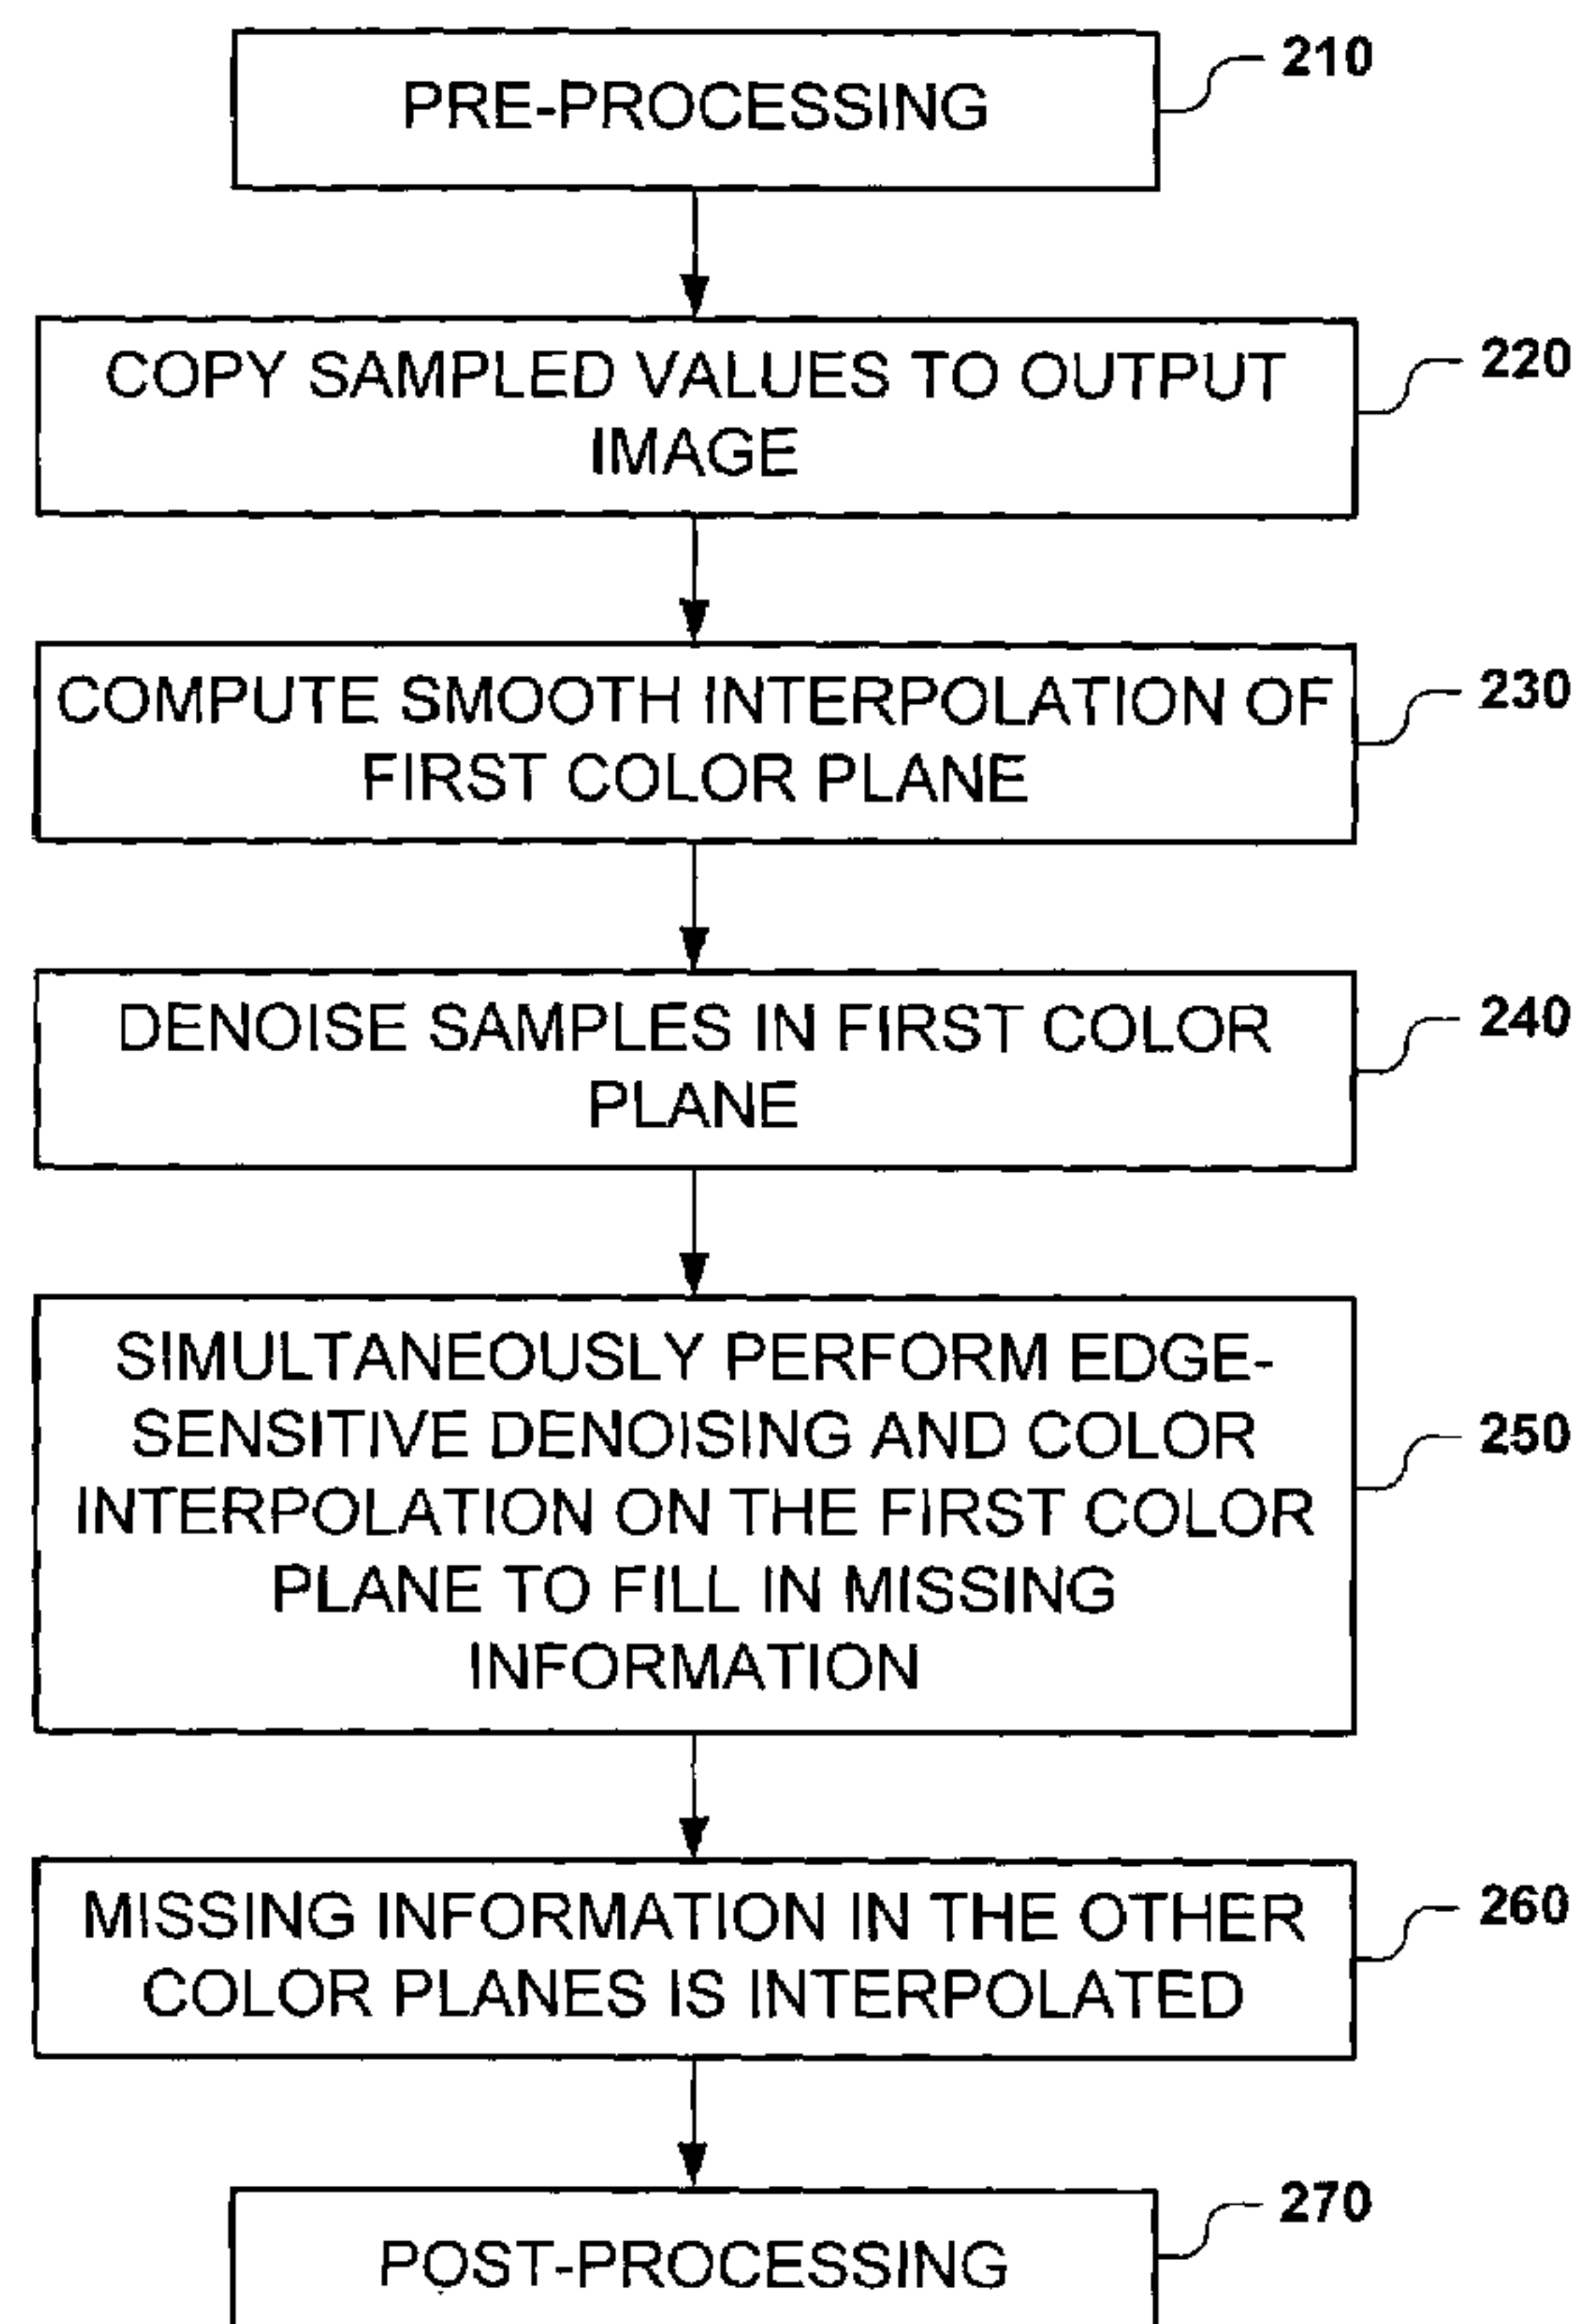 PRE-PROCESSING
210
COPY SAMPLED VALUES TO OUTPUT
IMAGE
220
COMPUTE SMOOTH INTERPOLATION OF
FIRST COLOR PLANE
230
DENOISE SAMPLES IN FIRST COLOR
PLANE
240
SIMULTANEOUSLY PERFORM EDGE-
SENSITIVE DENOISING AND COLOR
INTERPOLATION ON THE FIRST COLOR
PLANE TO FILL IN MISSING
INFORMATION
250
MISSING INFORMATION IN THE OTHER
COLOR PLANES IS INTERPOLATED
260
POST-PROCESSING
270